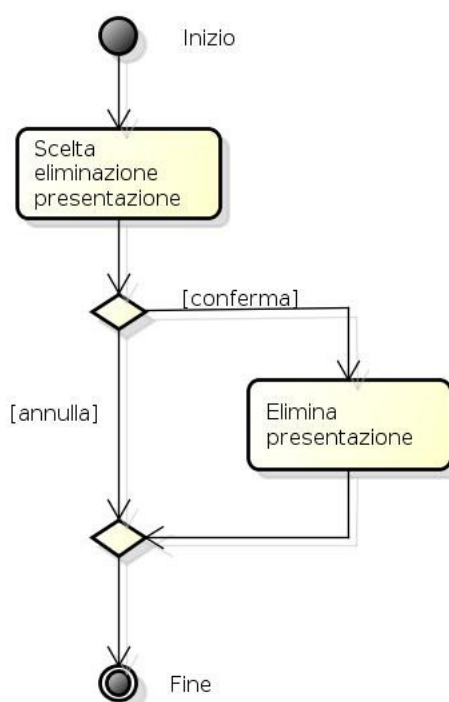 Inizio
Scelta
eliminazione
presentazione
[conferma]
[annulla]
Elimina
presentazione
Fine